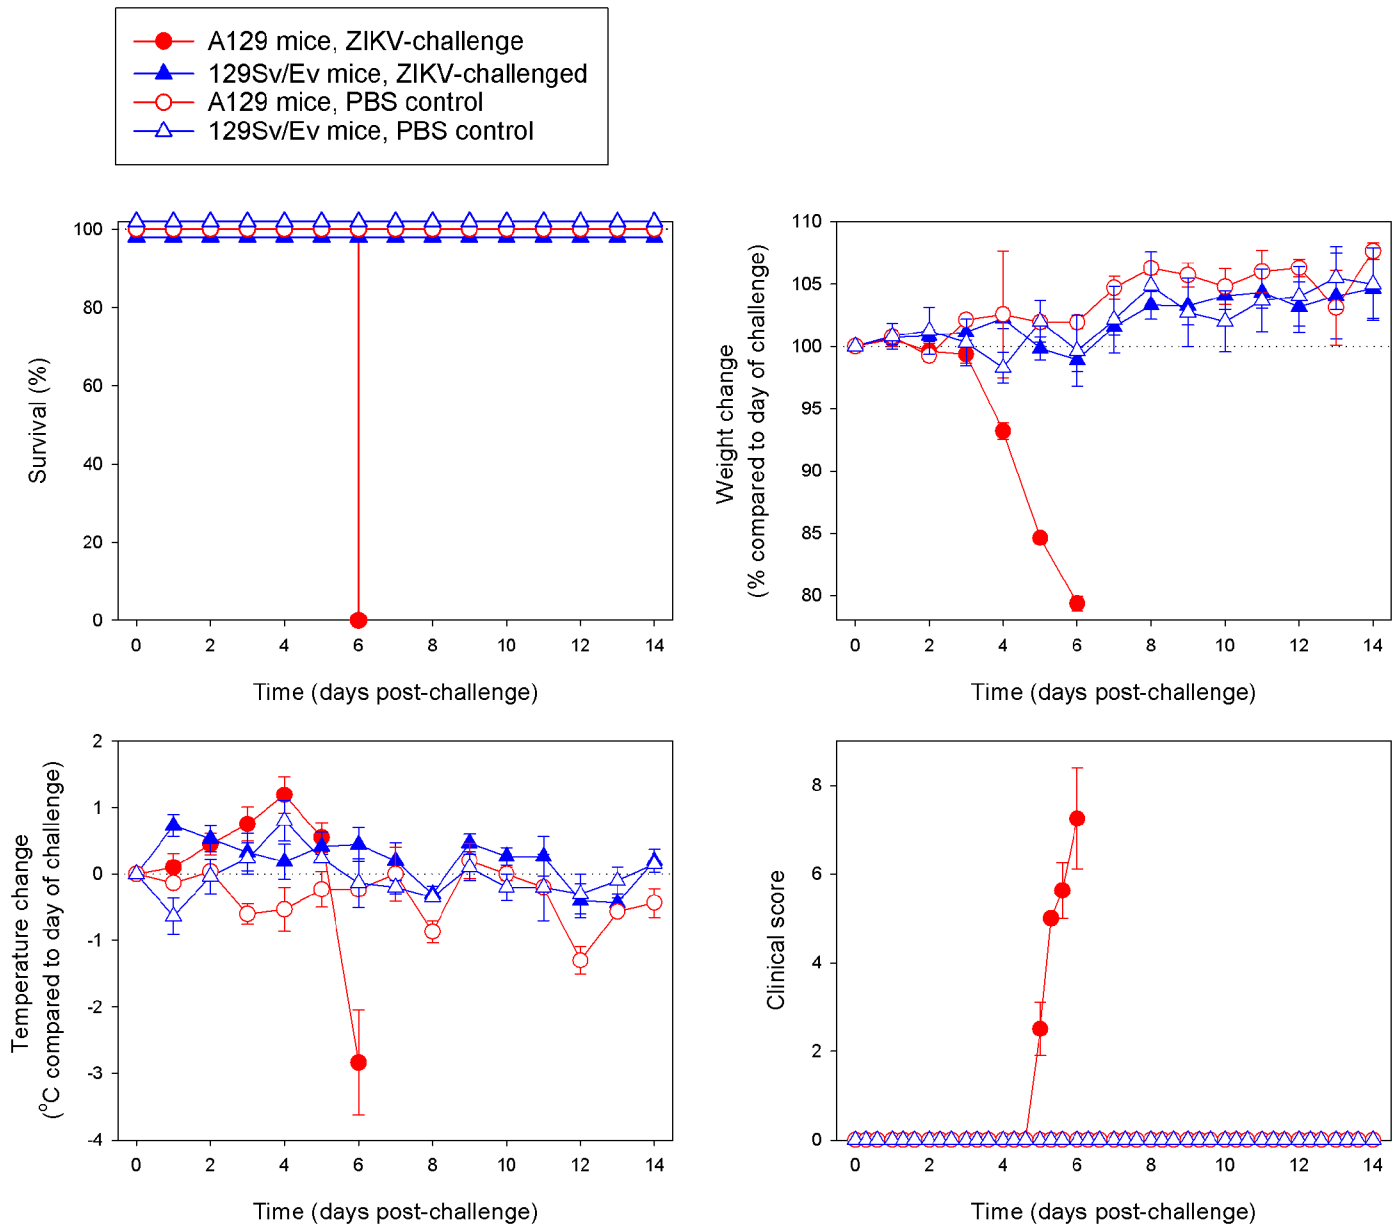 A129 mice, ZIKV-challenge
129Sv/Ev mice, ZIKV-challenged
A129 mice, PBS control
129Sv/Ev mice, PBS control
Survival (%)
100
80
60
40
20
0
0 2 4 6 8 10 12 14
Time (days post-challenge)
Weight change
(% compared to day of challenge)
110
105
100
95
90
85
80
0 2 4 6 8 10 12 14
Time (days post-challenge)
Temperature change
(°C compared to day of challenge)
2
1
0
-1
-2
-3
-4
0 2 4 6 8 10 12 14
Time (days post-challenge)
Clinical score
8
6
4
2
0
0 2 4 6 8 10 12 14
Time (days post-challenge)